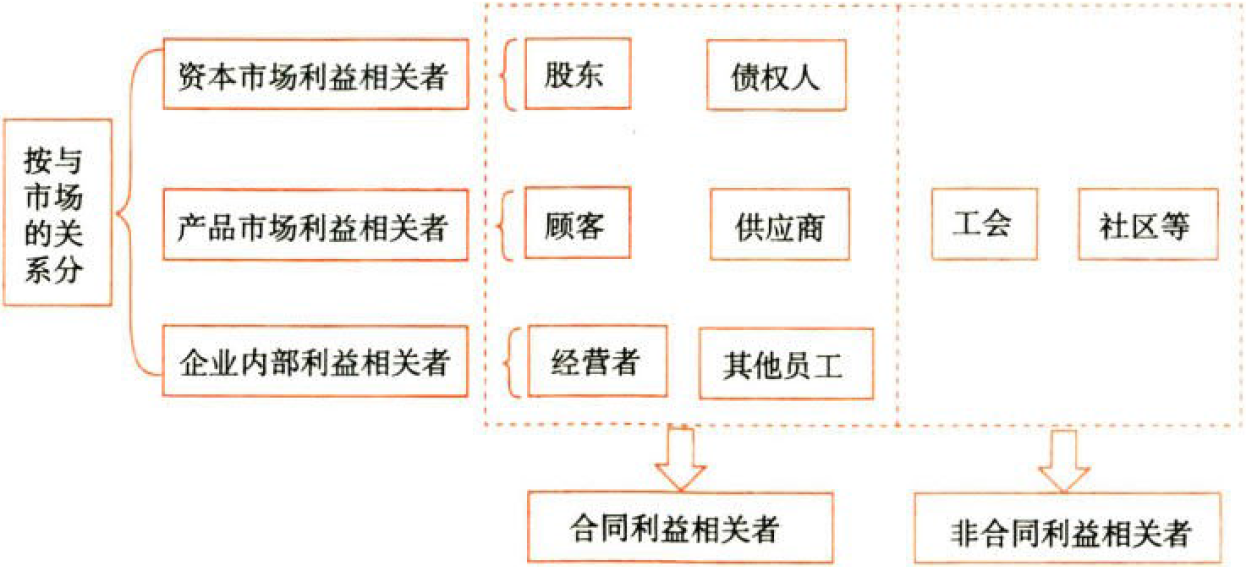 资本市场利益相关者
股东
债权人
按与
市场
的关
系分
产品市场利益相关者
顾客
供应商
工会
社区等
企业内部利益相关者
经营者
其他员工
合同利益相关者
非合同利益相关者